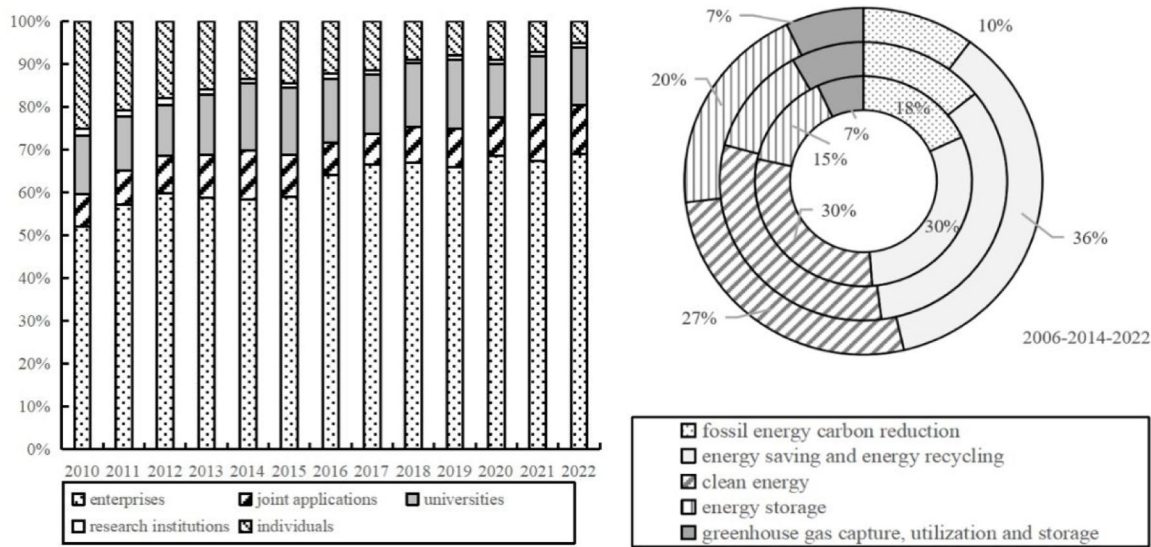 100%
90%
80%
70%
60%
50%
40%
30%
20%
10%
0%
2010 2011 2012 2013 2014 2015 2016 2017 2018 2019 2020 2021 2022
enterprises joint applications universities
research institutions individuals
7%
10%
20%
18%
7%
15%
30%
30%
36%
27%
2006-2014-2022
fossil energy carbon reduction
energy saving and energy recycling
clean energy
energy storage
greenhouse gas capture, utilization and storage